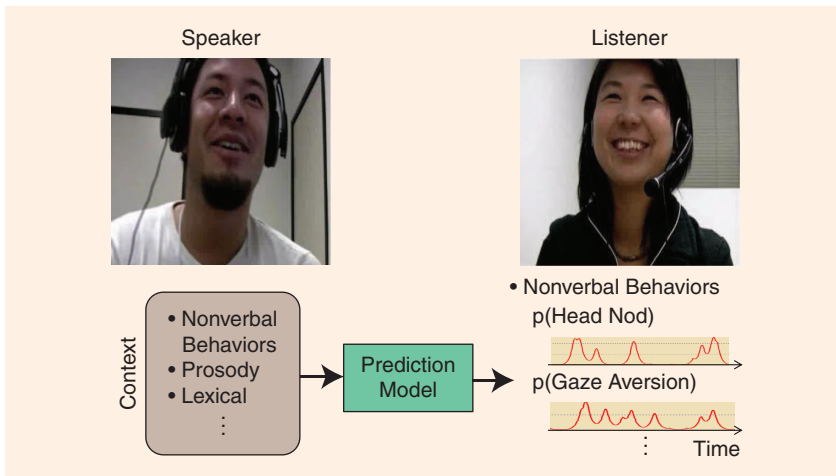 Speaker
Listener
Context
• Nonverbal
Behaviors
• Prosody
• Lexical
⋮
Prediction
Model
• Nonverbal Behaviors
p(Head Nod)
p(Gaze Aversion)
⋮
Time